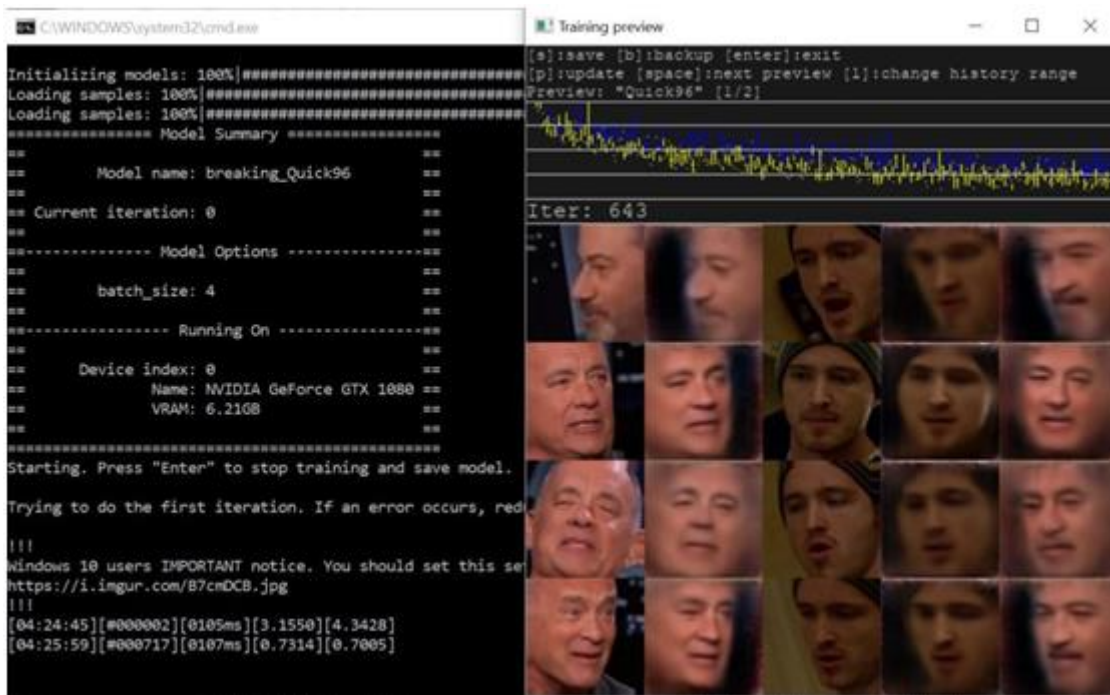 C:\WINDOWS\system32\cmd.exe
Initializing models: 100%|###################################
Loading samples: 100%|#####################################
Loading samples: 100%|#####################################
================ Model Summary =================
== ==
== Model name: breaking_Quick96 ==
== ==
== Current iteration: 0 ==
== ==
==--------------- Model Options ---------------==
== ==
== batch_size: 4 ==
== ==
==----------------- Running On -----------------==
== ==
== Device index: 0 ==
== Name: NVIDIA GeForce GTX 1080 ==
== VRAM: 6.21GB ==
== ==
================================================
Starting. Press "Enter" to stop training and save model.
Trying to do the first iteration. If an error occurs, red
!!!
Windows 10 users IMPORTANT notice. You should set this se
https://i.imgur.com/B7cmDCB.jpg
!!!
[04:24:45][#000002][0105ms][3.1550][4.3428]
[04:25:59][#000717][0107ms][0.7314][0.7005]
Training preview
[s]:save [b]:backup [enter]:exit
[p]:update [space]:next preview [l]:change history range
Preview: "Quick96" [1/2]
Iter: 643